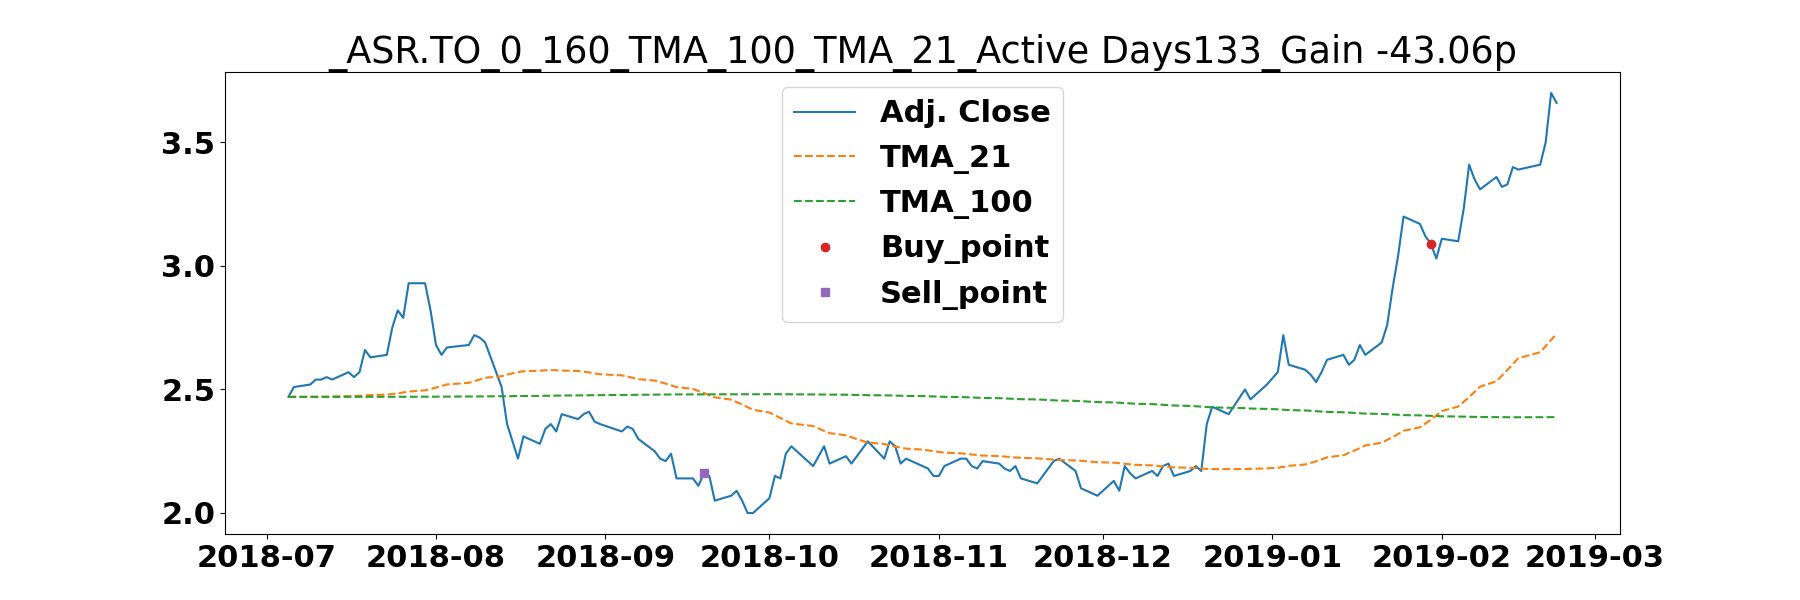 _ASR.TO_0_160_TMA_100_TMA_21_Active Days133_Gain -43.06p
Adj. Close
TMA_21
TMA_100
Buy_point
Sell_point
3.5
3.0
2.5
2.0
2018-07 2018-08 2018-09 2018-10 2018-11 2018-12 2019-01 2019-02 2019-03